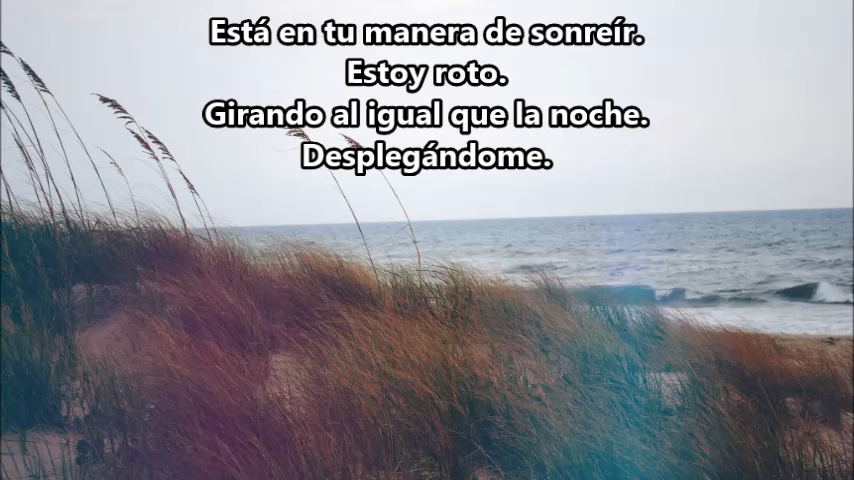 Está en tu manera de sonreír.
Estoy roto.
Girando al igual que la noche.
Desplegándome.